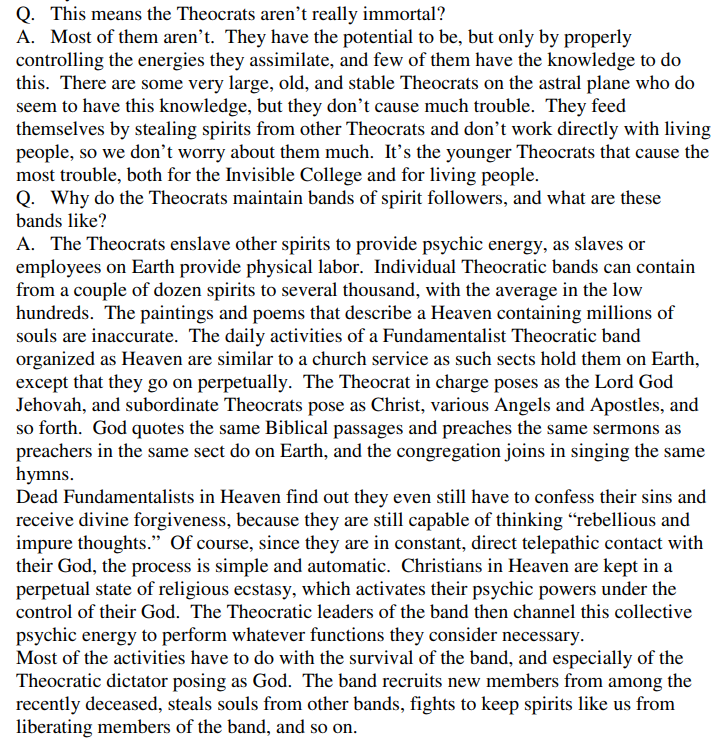 Q.   This means the Theocrats aren’t really immortal?
A.   Most of them aren’t.  They have the potential to be, but only by properly
controlling the energies they assimilate, and few of them have the knowledge to do
this.  There are some very large, old, and stable Theocrats on the astral plane who do
seem to have this knowledge, but they don’t cause much trouble.  They feed
themselves by stealing spirits from other Theocrats and don’t work directly with living
people, so we don’t worry about them much.  It’s the younger Theocrats that cause the
most trouble, both for the Invisible College and for living people.
Q.   Why do the Theocrats maintain bands of spirit followers, and what are these
bands like?
A.   The Theocrats enslave other spirits to provide psychic energy, as slaves or
employees on Earth provide physical labor.  Individual Theocratic bands can contain
from a couple of dozen spirits to several thousand, with the average in the low
hundreds.  The paintings and poems that describe a Heaven containing millions of
souls are inaccurate.  The daily activities of a Fundamentalist Theocratic band
organized as Heaven are similar to a church service as such sects hold them on Earth,
except that they go on perpetually.  The Theocrat in charge poses as the Lord God
Jehovah, and subordinate Theocrats pose as Christ, various Angels and Apostles, and
so forth.  God quotes the same Biblical passages and preaches the same sermons as
preachers in the same sect do on Earth, and the congregation joins in singing the same
hymns.
Dead Fundamentalists in Heaven find out they even still have to confess their sins and
receive divine forgiveness, because they are still capable of thinking “rebellious and
impure thoughts.”  Of course, since they are in constant, direct telepathic contact with
their God, the process is simple and automatic.  Christians in Heaven are kept in a
perpetual state of religious ecstasy, which activates their psychic powers under the
control of their God.  The Theocratic leaders of the band then channel this collective
psychic energy to perform whatever functions they consider necessary.
Most of the activities have to do with the survival of the band, and especially of the
Theocratic dictator posing as God.  The band recruits new members from among the
recently deceased, steals souls from other bands, fights to keep spirits like us from
liberating members of the band, and so on.